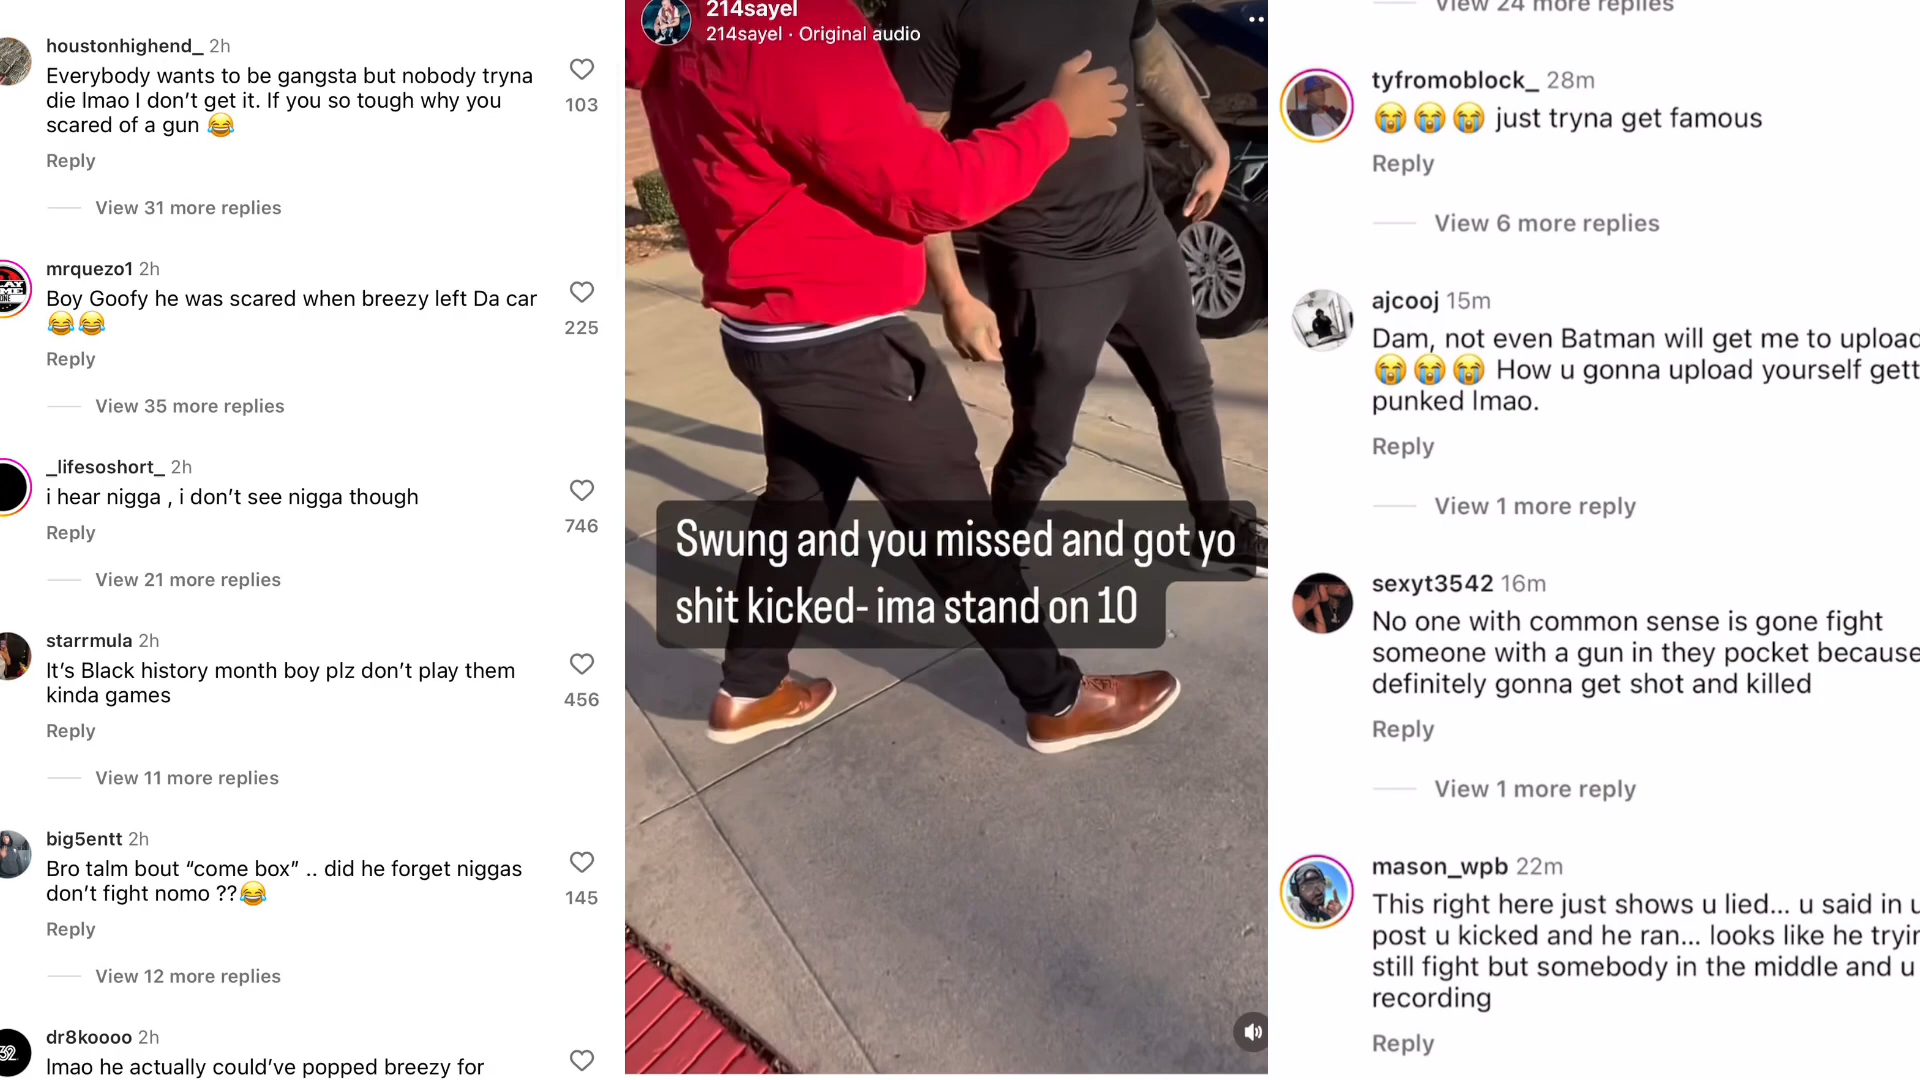 houstonhighend_ 2h
Everybody wants to be gangsta but nobody tryna
die lmao I don’t get it. If you so tough why you
scared of a gun 😂
103
Reply
View 31 more replies
mrquezo1 2h
Boy Goofy he was scared when breezy left Da car
😂😂
225
Reply
View 35 more replies
_lifesoshort_ 2h
i hear nigga , i don’t see nigga though
746
Reply
View 21 more replies
starrmula 2h
It’s Black history month boy plz don’t play them
kinda games
456
Reply
View 11 more replies
big5entt 2h
Bro talm bout “come box” .. did he forget niggas
don’t fight nomo ??😂
145
Reply
View 12 more replies
dr8koooo 2h
lmao he actually could’ve popped breezy for
214sayel
214sayel · Original audio
Swung and you missed and got yo
shit kicked- ima stand on 10
View 24 more replies
tyfromoblock_ 28m
😭😭😭 just tryna get famous
Reply
View 6 more replies
ajcooj 15m
Dam, not even Batman will get me to upload
😭😭😭 How u gonna upload yourself gett
punked lmao.
Reply
View 1 more reply
sexyt3542 16m
No one with common sense is gone fight
someone with a gun in they pocket because
definitely gonna get shot and killed
Reply
View 1 more reply
mason_wpb 22m
This right here just shows u lied... u said in u
post u kicked and he ran... looks like he tryin
still fight but somebody in the middle and u
recording
Reply